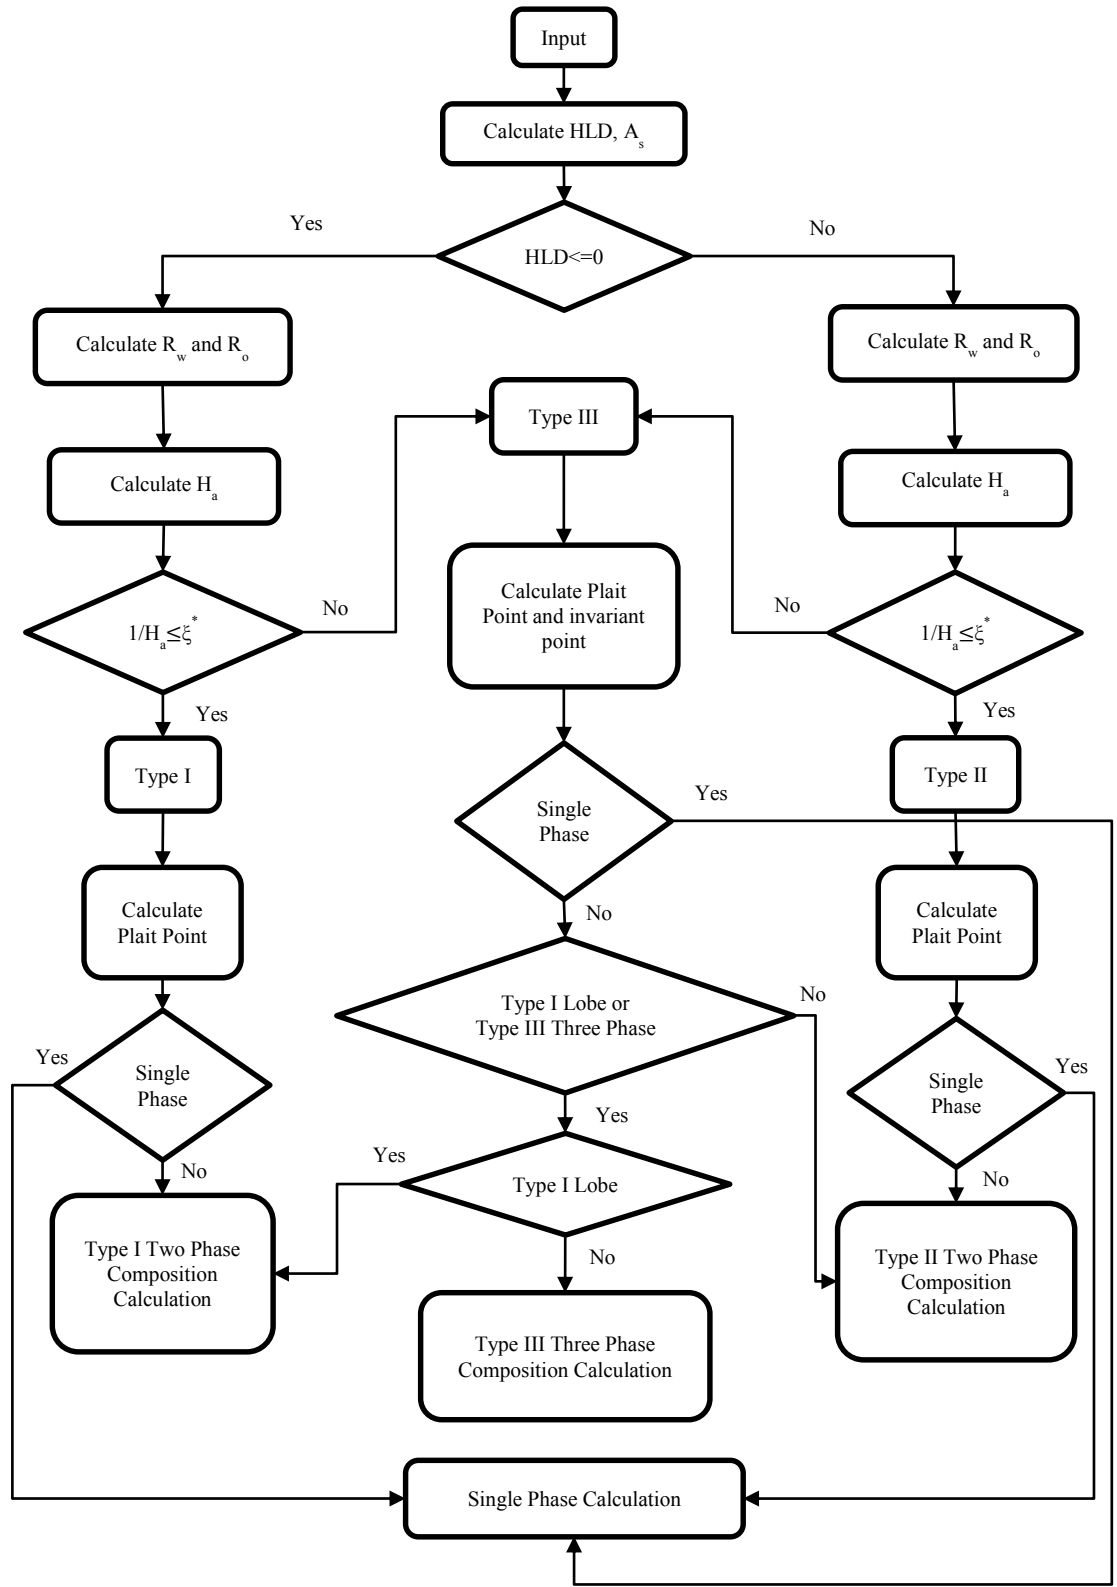 Input
Calculate HLD, Aₛ
Yes
No
HLD<=0
Calculate R_w and R_o
Calculate R_w and R_o
Type III
Calculate H_a
Calculate H_a
No
No
1/H_a≤ξ*
1/H_a≤ξ*
Calculate Plait
Point and invariant
point
Yes
Yes
Type I
Type II
Single
Phase
Yes
Calculate
Plait Point
No
Calculate
Plait Point
Type I Lobe or
Type III Three Phase
No
Yes
Single
Phase
Single
Phase
Yes
Yes
No
Yes
Type I Lobe
No
Type I Two Phase
Composition
Calculation
No
Type II Two Phase
Composition
Calculation
Type III Three Phase
Composition Calculation
Single Phase Calculation